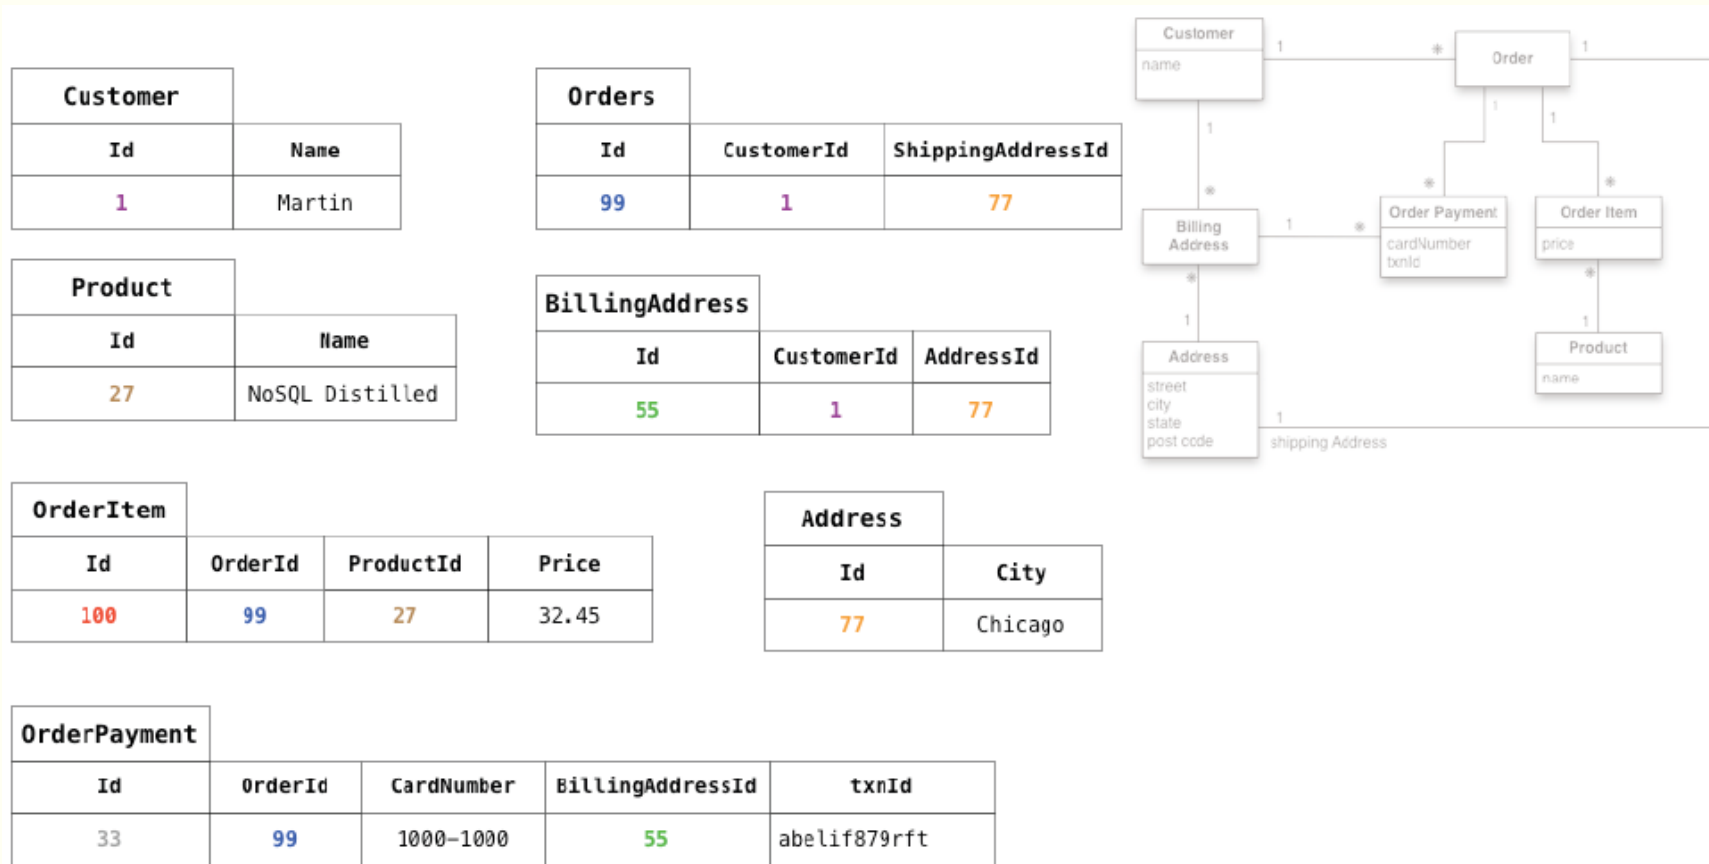 Customer
Id Name
1 Martin
Orders
Id CustomerId ShippingAddressId
99 1 77
Product
Id Name
27 NoSQL Distilled
BillingAddress
Id CustomerId AddressId
55 1 77
OrderItem
Id OrderId ProductId Price
100 99 27 32.45
Address
Id City
77 Chicago
OrderPayment
Id OrderId CardNumber BillingAddressId txnId
33 99 1000-1000 55 abelif879rft
Customer
name
1 *
Order
1
1
1
1
*
*
*
Billing
Address
1 *
Order Payment
cardNumber
txnId
Order Item
price
*
1
*
1
Address
street
city
state
post code
Product
name
1
shipping Address